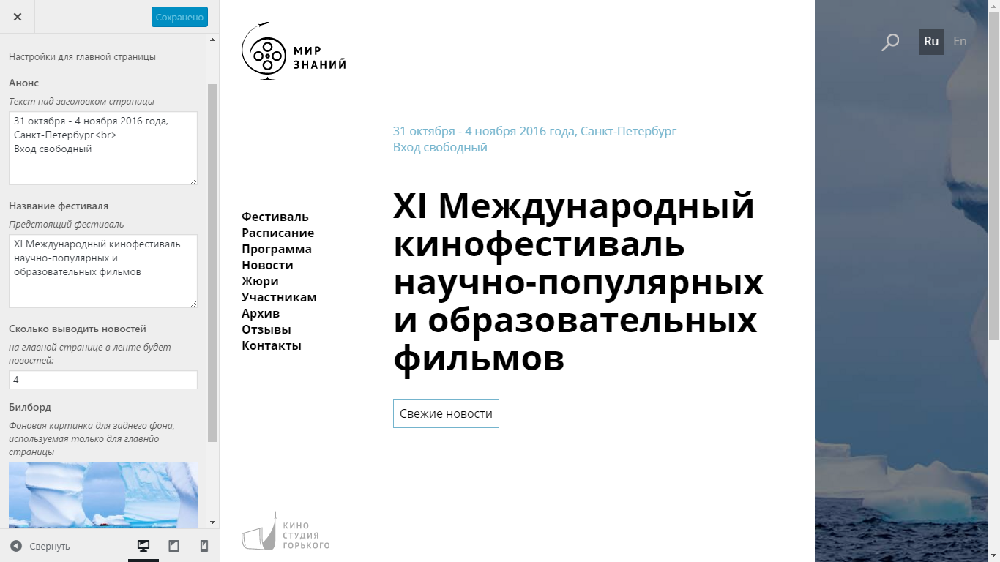 Сохранено
Настройки для главной страницы
Анонс
Текст над заголовком страницы
31 октября - 4 ноября 2016 года,
Санкт-Петербург<br>
Вход свободный
Название фестиваля
Предстоящий фестиваль
XI Международный кинофестиваль
научно-популярных и
образовательных фильмов
Сколько выводить новостей
на главной странице в ленте будет
новостей:
4
Билборд
Фоновая картинка для заднего фона,
используемая только для главнйо
страницы
Свернуть
МИР
ЗНАНИЙ
Ru En
31 октября - 4 ноября 2016 года, Санкт-Петербург
Вход свободный
Фестиваль
Расписание
Программа
Новости
Жюри
Участникам
Архив
Отзывы
Контакты
XI Международный
кинофестиваль
научно-популярных
и образовательных
фильмов
Свежие новости
КИНО
СТУДИЯ
ГОРЬКОГО